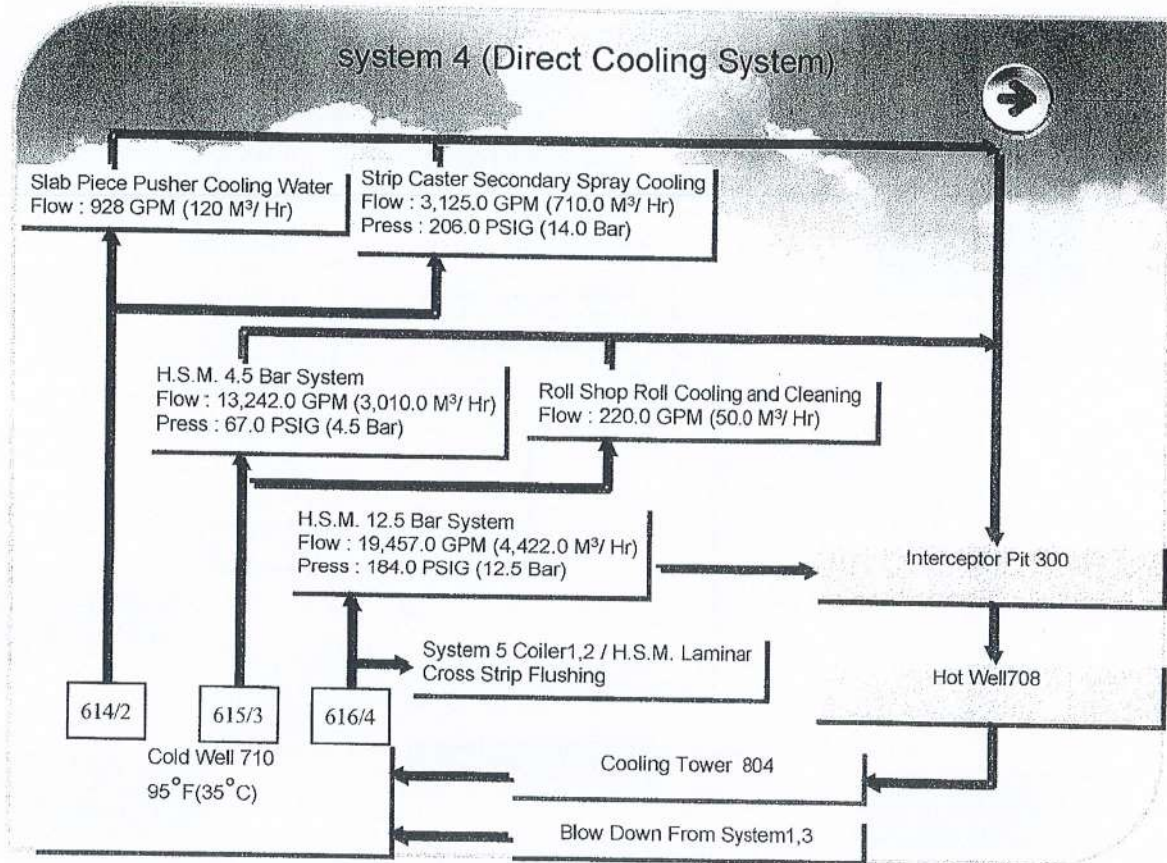 system 4 (Direct Cooling System)
Slab Piece Pusher Cooling Water
Flow : 928 GPM (120 M³/ Hr)
Strip Caster Secondary Spray Cooling
Flow : 3,125.0 GPM (710.0 M³/ Hr)
Press : 206.0 PSIG (14.0 Bar)
H.S.M. 4.5 Bar System
Flow : 13,242.0 GPM (3,010.0 M³/ Hr)
Press : 67.0 PSIG (4.5 Bar)
Roll Shop Roll Cooling and Cleaning
Flow : 220.0 GPM (50.0 M³/ Hr)
H.S.M. 12.5 Bar System
Flow : 19,457.0 GPM (4,422.0 M³/ Hr)
Press : 184.0 PSIG (12.5 Bar)
Interceptor Pit 300
System 5 Coiler1,2 / H.S.M. Laminar
Cross Strip Flushing
Hot Well708
614/2
615/3
616/4
Cold Well 710
95°F(35°C)
Cooling Tower 804
Blow Down From System1,3